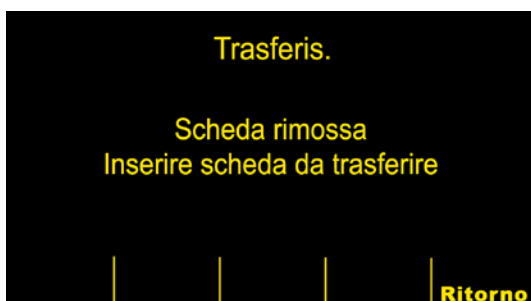 Trasferis.
Scheda rimossa
Inserire scheda da trasferire
Ritorno